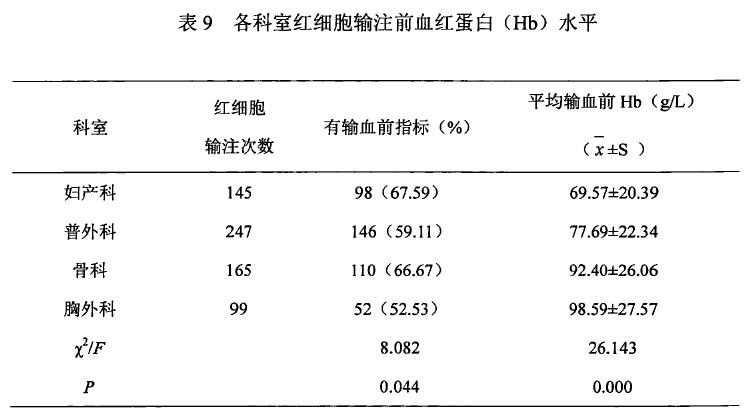 表 9 各科室红细胞输注前血红蛋白（Hb）水平
科室 红细胞输注次数 有输血前指标（%） 平均输血前 Hb（g/L）（x̄±S ）
妇产科 145 98（67.59） 69.57±20.39
普外科 247 146（59.11） 77.69±22.34
骨科 165 110（66.67） 92.40±26.06
胸外科 99 52（52.53） 98.59±27.57
χ²/F 8.082 26.143
P 0.044 0.000